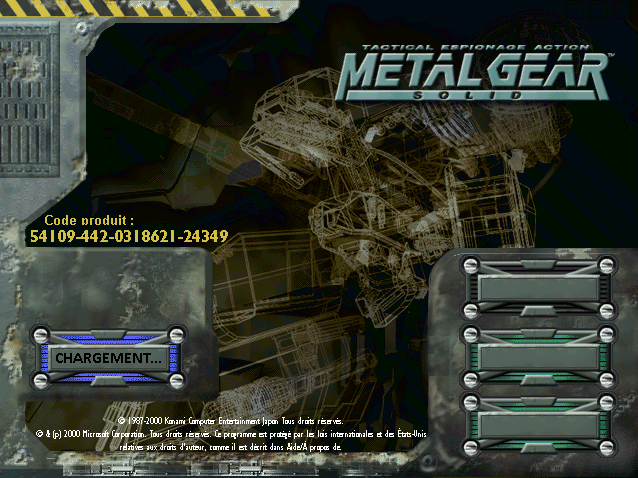 TACTICAL ESPIONAGE ACTION
METAL GEAR™
SOLID
Code produit :
54109-442-0318621-24349
CHARGEMENT...
© 1987-2000 Konami Computer Entertainment Japon Tous droits réservés.
© & (p) 2000 Microsoft Corporation. Tous droits réservés. Ce programme est protégé par les lois internationales et des États-Unis
relatives aux droits d'auteur, comme il est décrit dans Aide/À propos de.